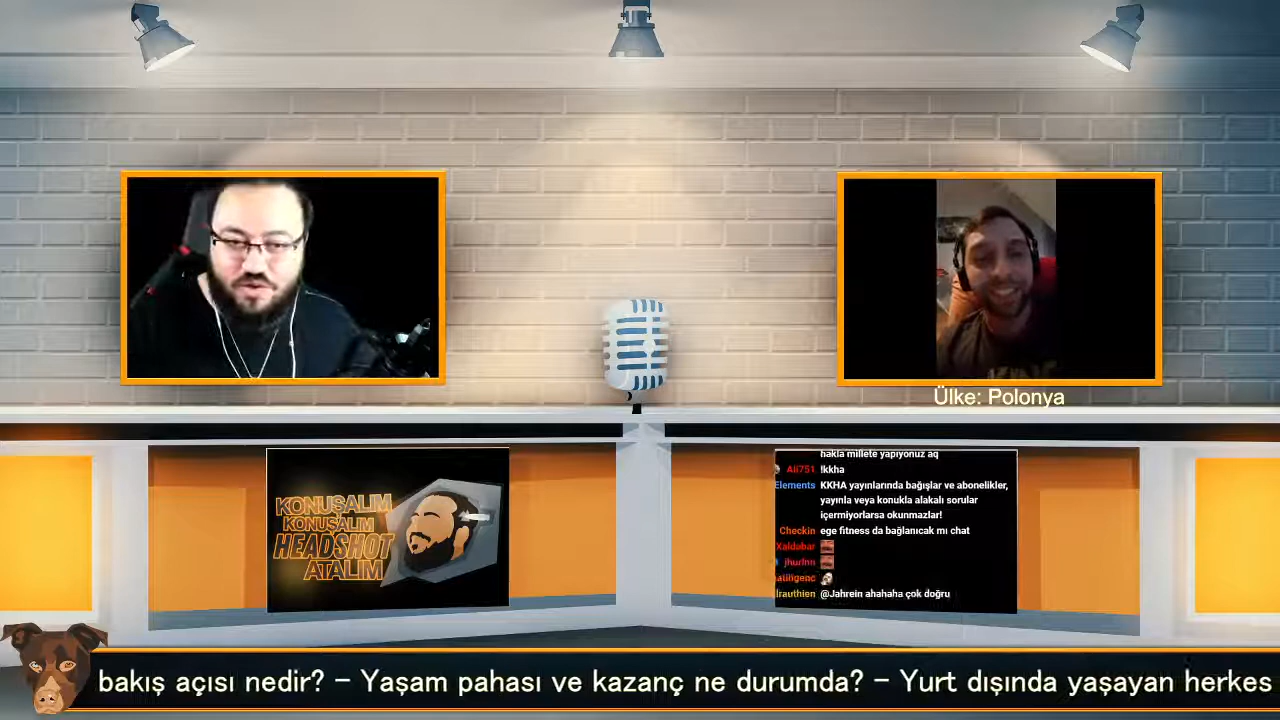 Ülke: Polonya
KONUŞALIM
KONUŞALIM
HEADSHOT
ATALIM
hakla millete yapıyonuz aq
Ali751 !kkha
Elements KKHA yayınlarında bağışlar ve abonelikler,
yayınla veya konukla alakalı sorular
içermiyorlarsa okunmazlar!
Checkin ege fitness da bağlanıcak mı chat
Xaldabar
jhurinn
@Jahrein ahahaha çok doğru
bakış açısı nedir? – Yaşam pahası ve kazanç ne durumda? – Yurt dışında yaşayan herkes